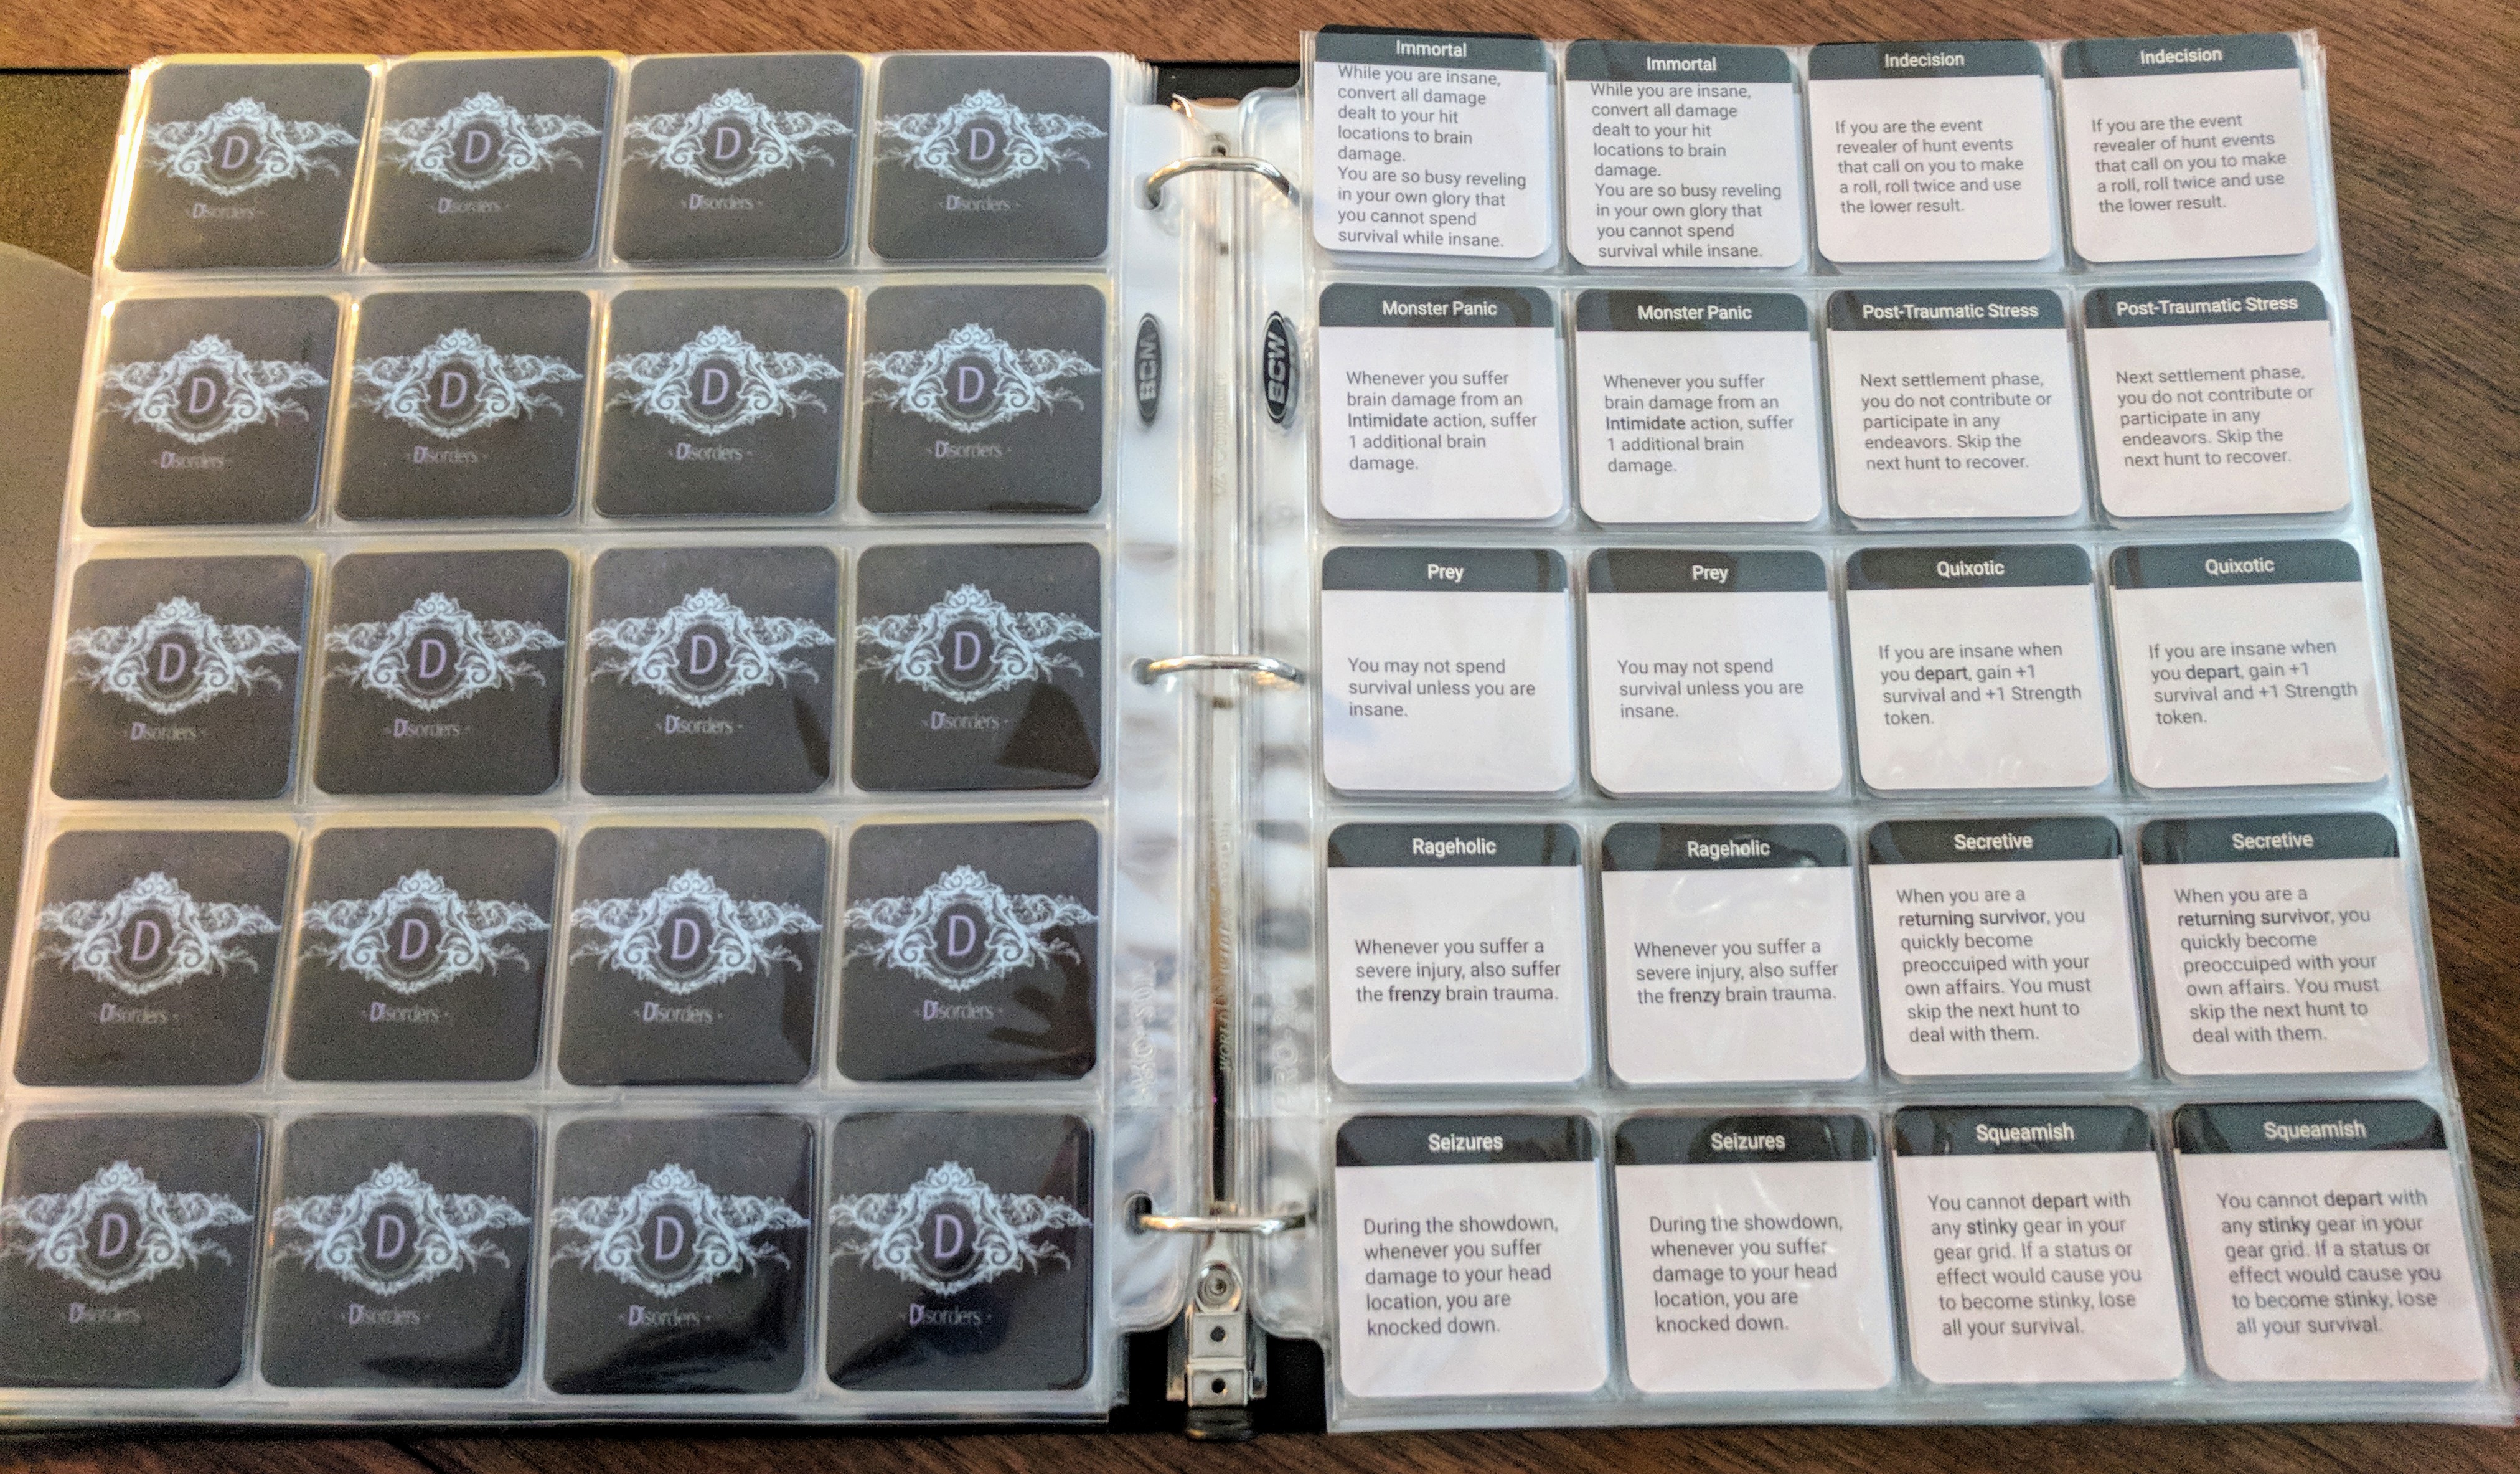 D
- Disorders -
D
- Disorders -
D
- Disorders -
D
- Disorders -
D
- Disorders -
D
- Disorders -
D
- Disorders -
D
- Disorders -
D
- Disorders -
D
- Disorders -
D
- Disorders -
D
- Disorders -
D
- Disorders -
D
- Disorders -
D
- Disorders -
D
- Disorders -
D
- Disorders -
D
- Disorders -
D
- Disorders -
D
- Disorders -
BCW
BCW
Immortal
While you are insane,
convert all damage
dealt to your hit
locations to brain
damage.
You are so busy reveling
in your own glory that
you cannot spend
survival while insane.
Immortal
While you are insane,
convert all damage
dealt to your hit
locations to brain
damage.
You are so busy reveling
in your own glory that
you cannot spend
survival while insane.
Indecision
If you are the event
revealer of hunt events
that call on you to make
a roll, roll twice and use
the lower result.
Indecision
If you are the event
revealer of hunt events
that call on you to make
a roll, roll twice and use
the lower result.
Monster Panic
Whenever you suffer
brain damage from an
Intimidate action, suffer
1 additional brain
damage.
Monster Panic
Whenever you suffer
brain damage from an
Intimidate action, suffer
1 additional brain
damage.
Post-Traumatic Stress
Next settlement phase,
you do not contribute or
participate in any
endeavors. Skip the
next hunt to recover.
Post-Traumatic Stress
Next settlement phase,
you do not contribute or
participate in any
endeavors. Skip the
next hunt to recover.
Prey
You may not spend
survival unless you are
insane.
Prey
You may not spend
survival unless you are
insane.
Quixotic
If you are insane when
you depart, gain +1
survival and +1 Strength
token.
Quixotic
If you are insane when
you depart, gain +1
survival and +1 Strength
token.
Rageholic
Whenever you suffer a
severe injury, also suffer
the frenzy brain trauma.
Rageholic
Whenever you suffer a
severe injury, also suffer
the frenzy brain trauma.
Secretive
When you are a
returning survivor, you
quickly become
preoccuiped with your
own affairs. You must
skip the next hunt to
deal with them.
Secretive
When you are a
returning survivor, you
quickly become
preoccuiped with your
own affairs. You must
skip the next hunt to
deal with them.
Seizures
During the showdown,
whenever you suffer
damage to your head
location, you are
knocked down.
Seizures
During the showdown,
whenever you suffer
damage to your head
location, you are
knocked down.
Squeamish
You cannot depart with
any stinky gear in your
gear grid. If a status or
effect would cause you
to become stinky, lose
all your survival.
Squeamish
You cannot depart with
any stinky gear in your
gear grid. If a status or
effect would cause you
to become stinky, lose
all your survival.